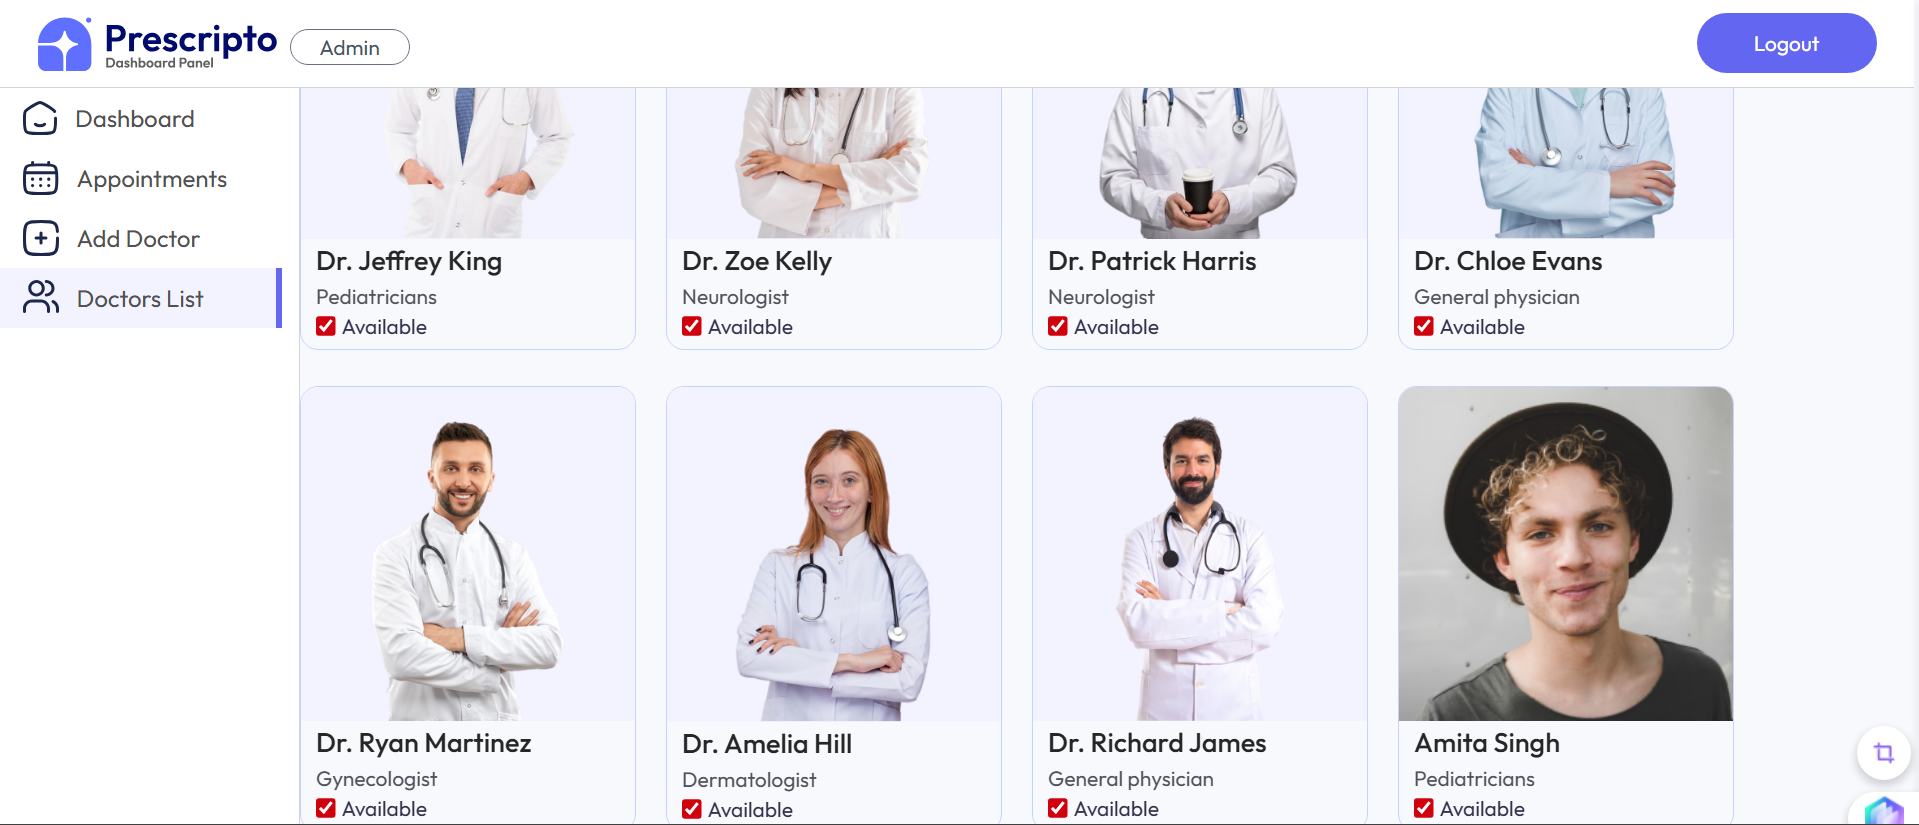 Prescripto
Dashboard Panel
Admin
Logout
Dashboard
Appointments
Add Doctor
Doctors List
Dr. Jeffrey King
Pediatricians
Available
Dr. Zoe Kelly
Neurologist
Available
Dr. Patrick Harris
Neurologist
Available
Dr. Chloe Evans
General physician
Available
Dr. Ryan Martinez
Gynecologist
Available
Dr. Amelia Hill
Dermatologist
Available
Dr. Richard James
General physician
Available
Amita Singh
Pediatricians
Available